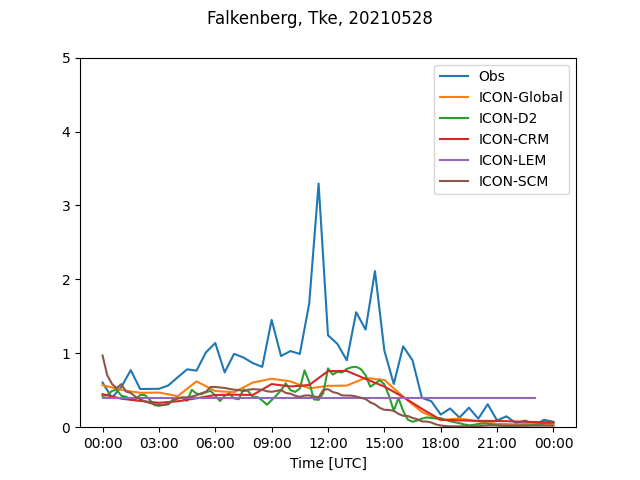 Falkenberg, Tke, 20210528
5
4
3
2
1
0
Obs
ICON-Global
ICON-D2
ICON-CRM
ICON-LEM
ICON-SCM
00:00 03:00 06:00 09:00 12:00 15:00 18:00 21:00 00:00
Time [UTC]